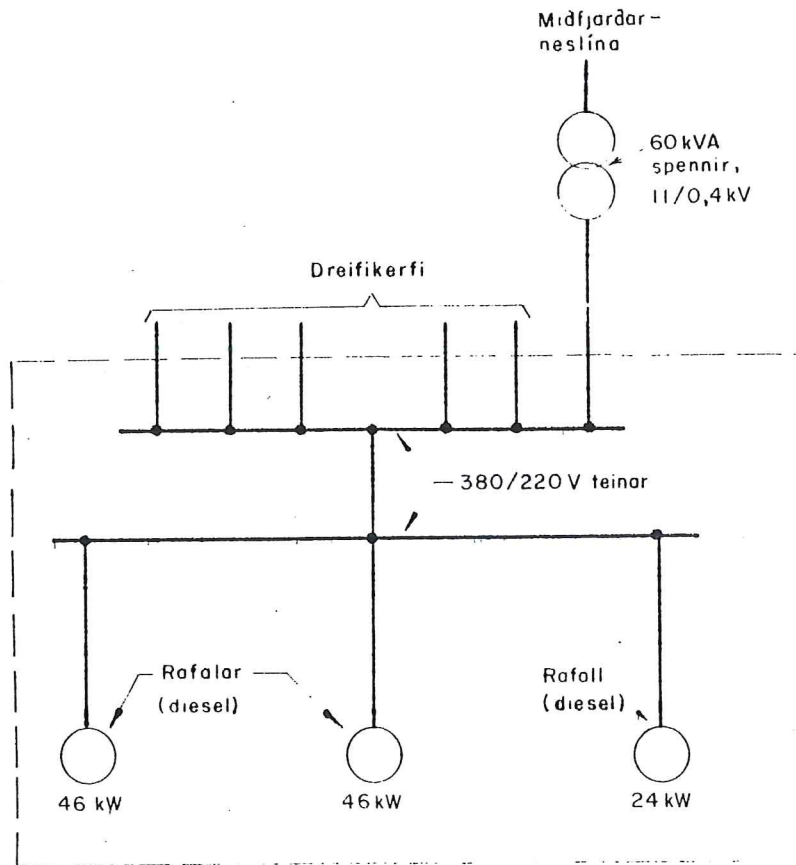 Miðfjarðar-
neslína
60 kVA
spennir,
11/0,4 kV
Dreifikerfi
380/220 V teinar
Rafalar
(diesel)
Rafall
(diesel)
46 kW
46 kW
24 kW